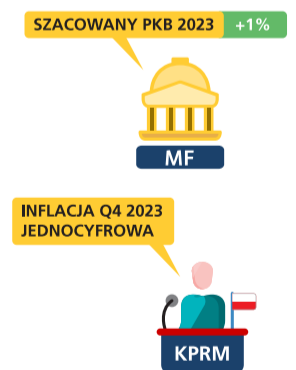 SZACOWANY PKB 2023 +1%
MF
INFLACJA Q4 2023
JEDNOCYFROWA
KPRM